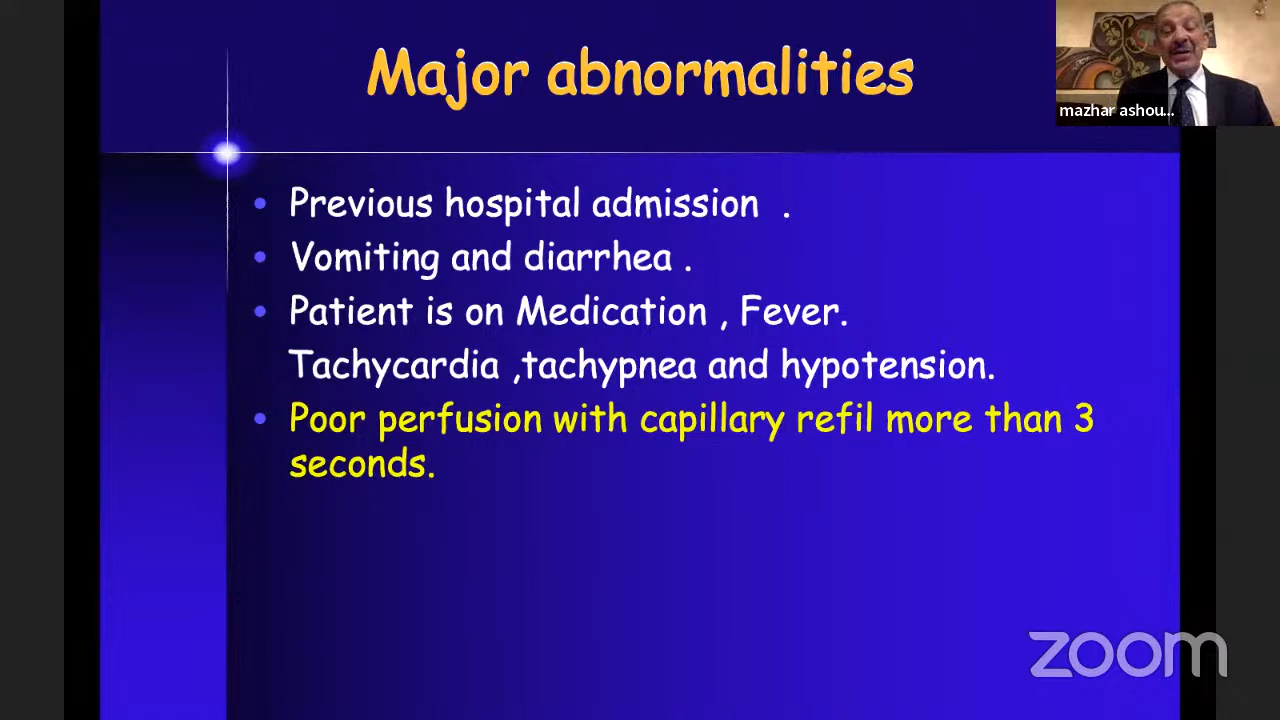 Major abnormalities
mazhar ashou...
• Previous hospital admission .
• Vomiting and diarrhea .
• Patient is on Medication , Fever.
Tachycardia ,tachypnea and hypotension.
• Poor perfusion with capillary refil more than 3
seconds.
zoom